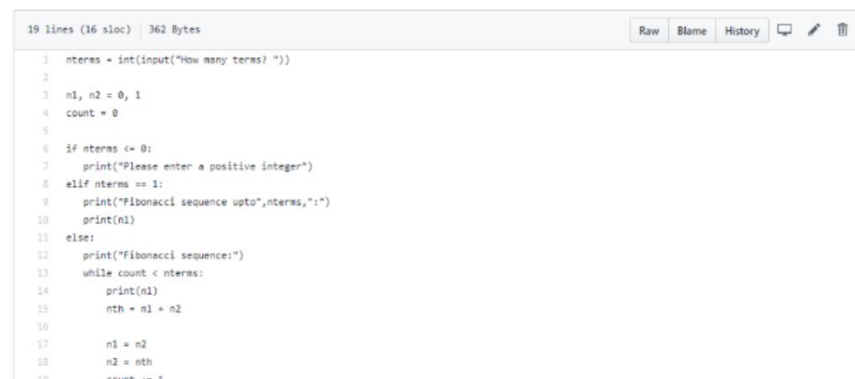 19 lines (16 sloc) 362 Bytes Raw Blame History
1 nterms = int(input("How many terms? "))
2
3 n1, n2 = 0, 1
4 count = 0
5
6 if nterms <= 0:
7 print("Please enter a positive integer")
8 elif nterms == 1:
9 print("Fibonacci sequence upto",nterms,":")
10 print(n1)
11 else:
12 print("Fibonacci sequence:")
13 while count < nterms:
14 print(n1)
15 nth = n1 + n2
16
17 n1 = n2
18 n2 = nth